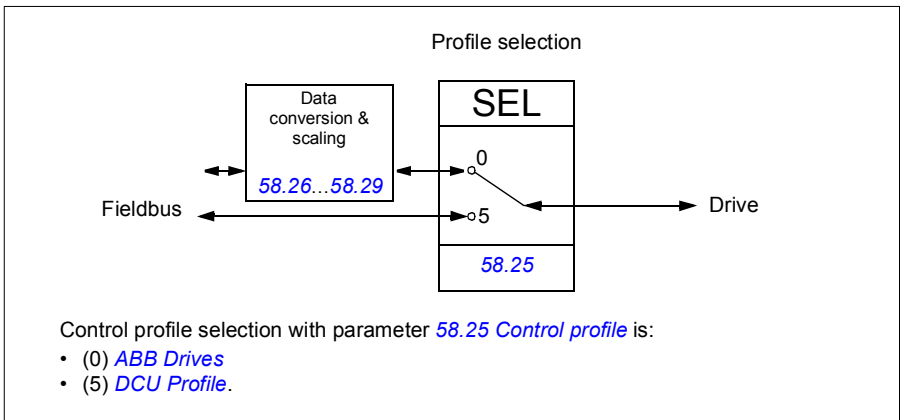 Profile selection
Data
conversion &
scaling
58.26...58.29
SEL
0
5
58.25
Fieldbus
Drive
Control profile selection with parameter 58.25 Control profile is:
• (0) ABB Drives
• (5) DCU Profile.